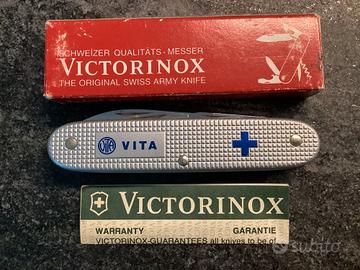 SCHWEIZER QUALITÄTS - MESSER
VICTORINOX
THE ORIGINAL SWISS ARMY KNIFE
VITA VITA
VICTORINOX
WARRANTY GARANTIE
VICTORINOX-GUARANTEES all knives to be of
subito